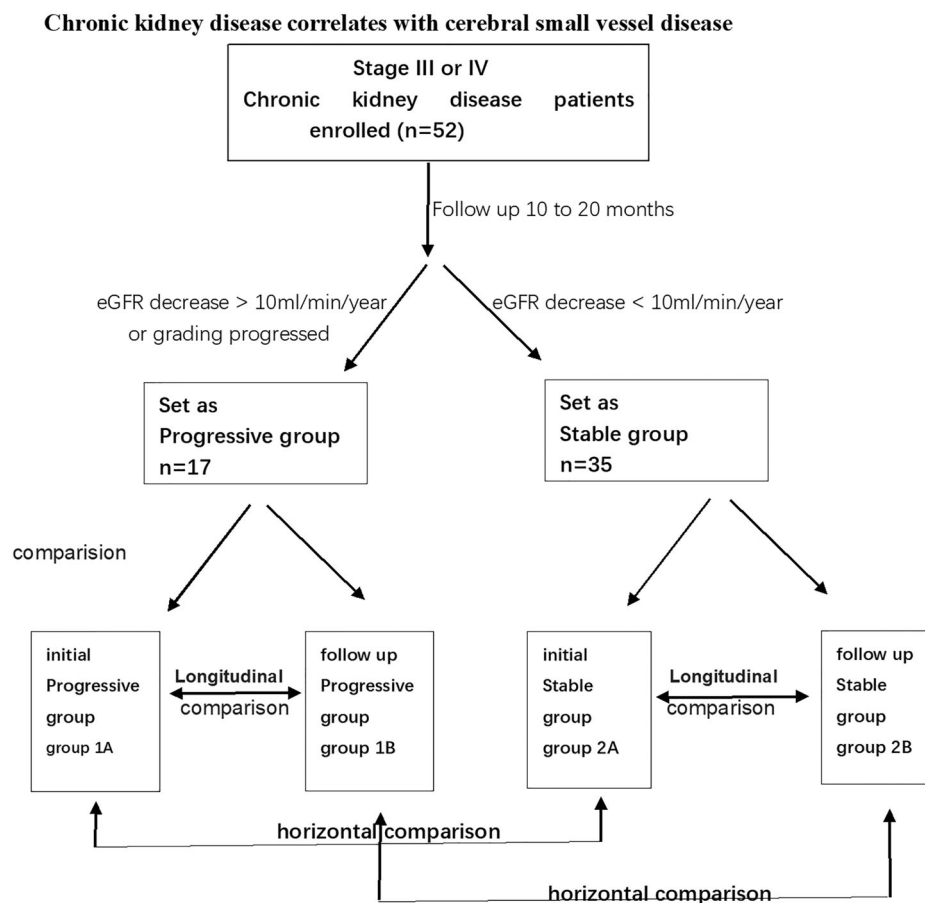 Chronic kidney disease correlates with cerebral small vessel disease
Stage III or IV
Chronic kidney disease patients
enrolled (n=52)
Follow up 10 to 20 months
eGFR decrease > 10ml/min/year
or grading progressed
eGFR decrease < 10ml/min/year
Set as
Progressive group
n=17
Set as
Stable group
n=35
comparision
initial
Progressive
group
group 1A
Longitudinal
comparison
follow up
Progressive
group
group 1B
initial
Stable
group
group 2A
Longitudinal
comparison
follow up
Stable
group
group 2B
horizontal comparison
horizontal comparison